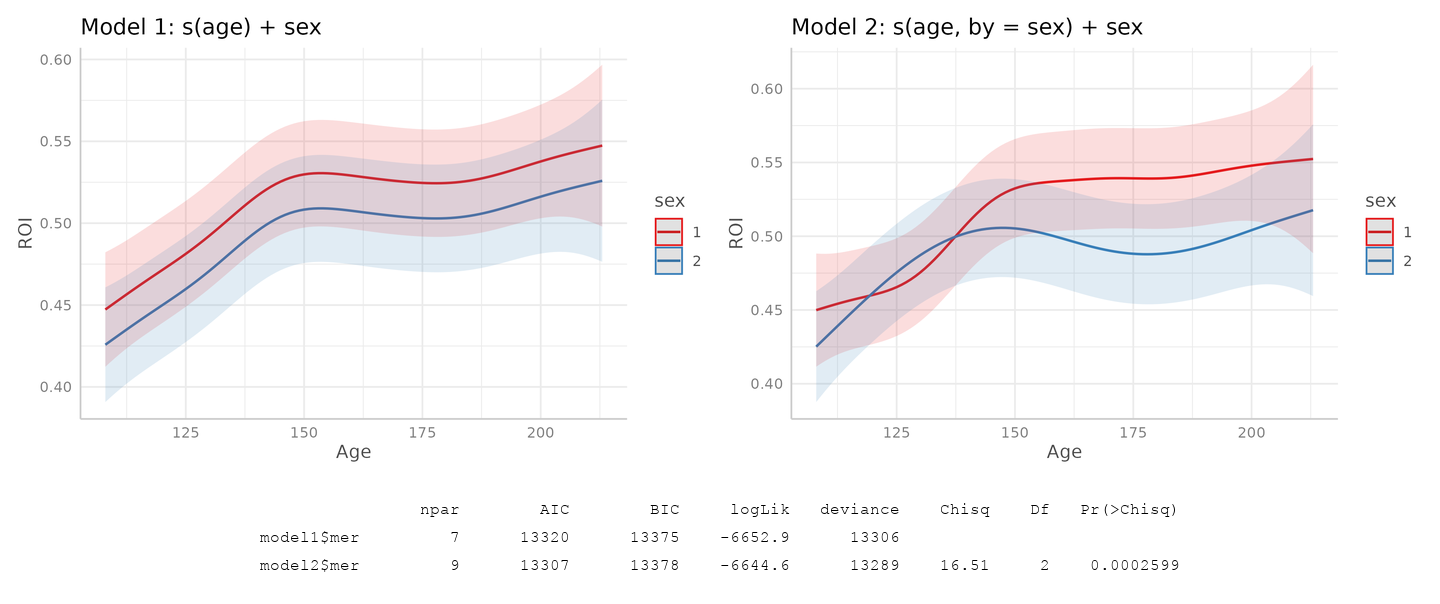 Model 1: s(age) + sex
0.60
0.55
0.50
0.45
0.40
ROI
125 150 175 200
Age
sex
1
2
Model 2: s(age, by = sex) + sex
0.60
0.55
0.50
0.45
0.40
ROI
125 150 175 200
Age
sex
1
2
npar AIC BIC logLik deviance Chisq Df Pr(>Chisq)
model1$mer 7 13320 13375 -6652.9 13306
model2$mer 9 13307 13378 -6644.6 13289 16.51 2 0.0002599